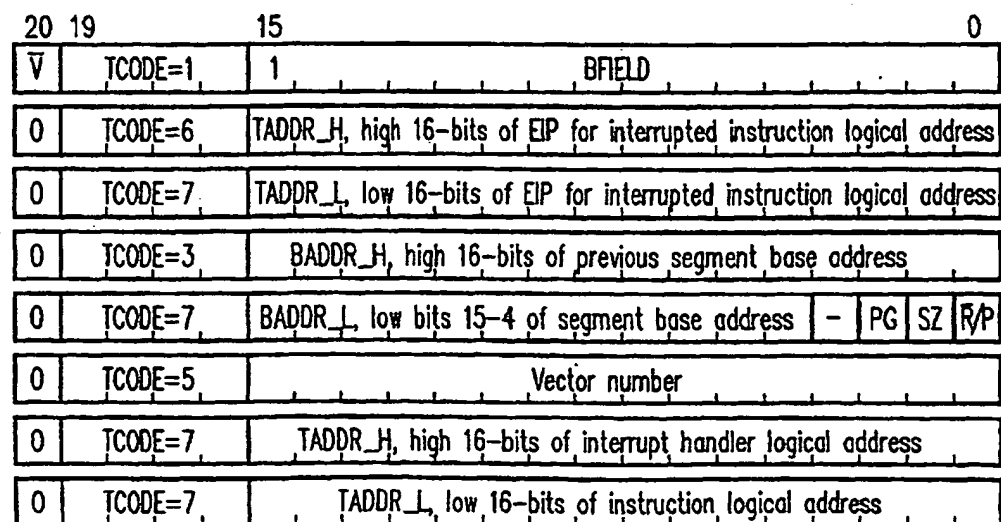 20 19 15 0
V̅ TCODE=1 1 BFIELD
0 TCODE=6 TADDR_H, high 16-bits of EIP for interrupted instruction logical address
0 TCODE=7 TADDR_L, low 16-bits of EIP for interrupted instruction logical address
0 TCODE=3 BADDR_H, high 16-bits of previous segment base address
0 TCODE=7 BADDR_L, low bits 15-4 of segment base address - PG SZ R̅/P
0 TCODE=5 Vector number
0 TCODE=7 TADDR_H, high 16-bits of interrupt handler logical address
0 TCODE=7 TADDR_L, low 16-bits of instruction logical address